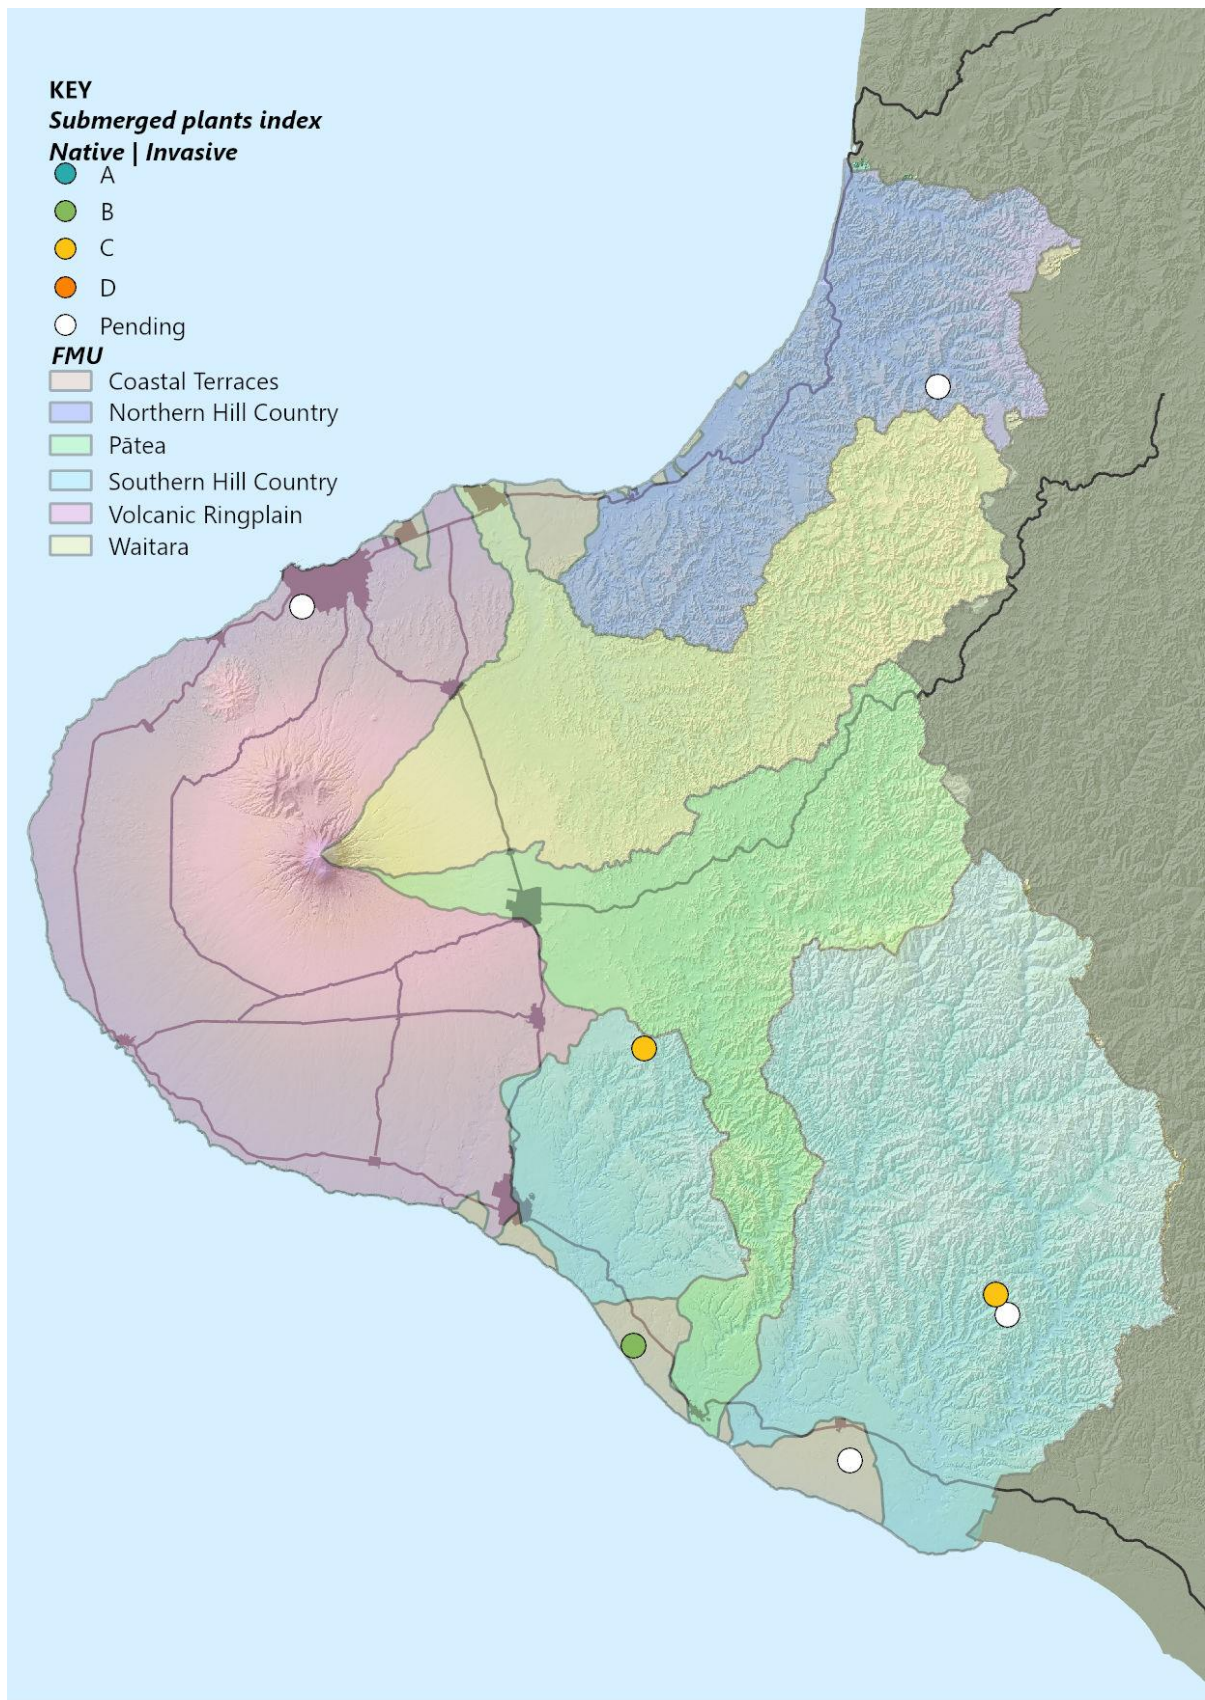 KEY
Submerged plants index
Native | Invasive
A
B
C
D
Pending
FMU
Coastal Terraces
Northern Hill Country
Pātea
Southern Hill Country
Volcanic Ringplain
Waitara